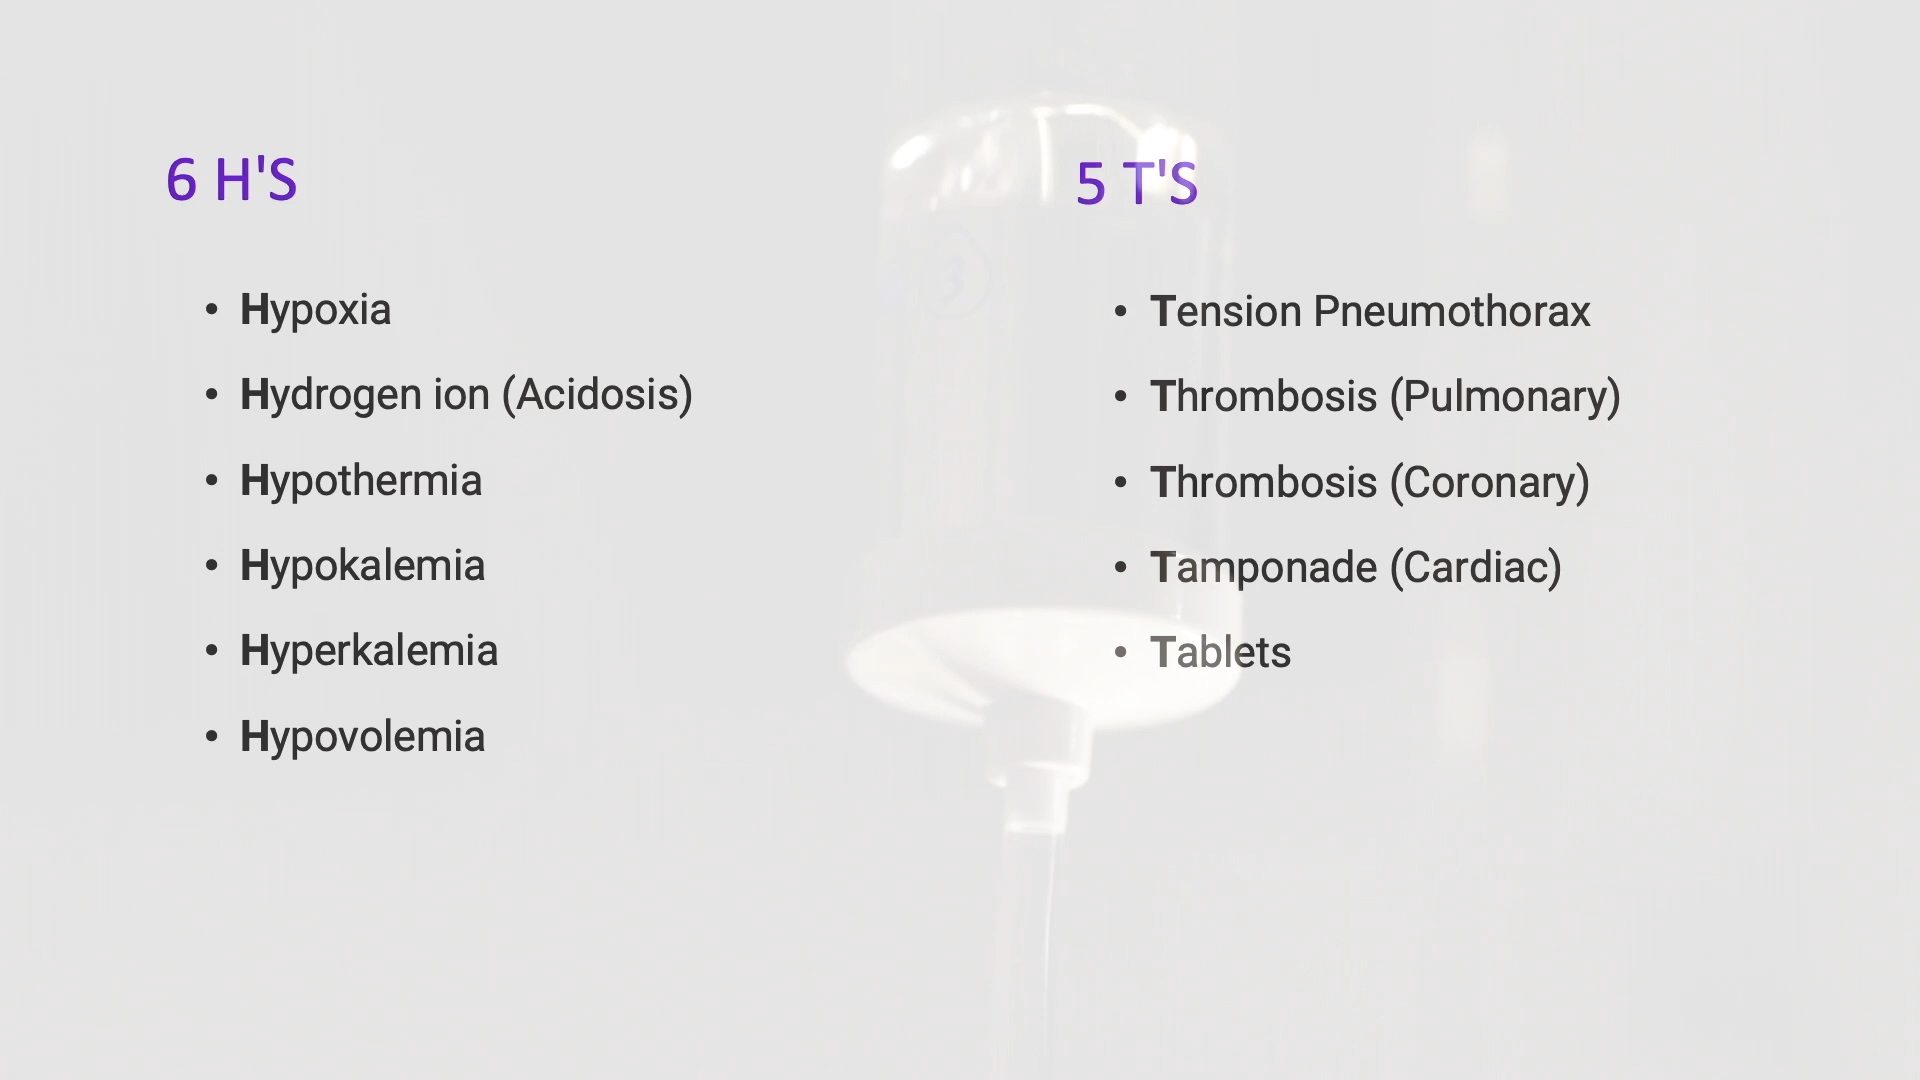 6 H'S
• Hypoxia
• Hydrogen ion (Acidosis)
• Hypothermia
• Hypokalemia
• Hyperkalemia
• Hypovolemia
5 T'S
• Tension Pneumothorax
• Thrombosis (Pulmonary)
• Thrombosis (Coronary)
• Tamponade (Cardiac)
• Tablets